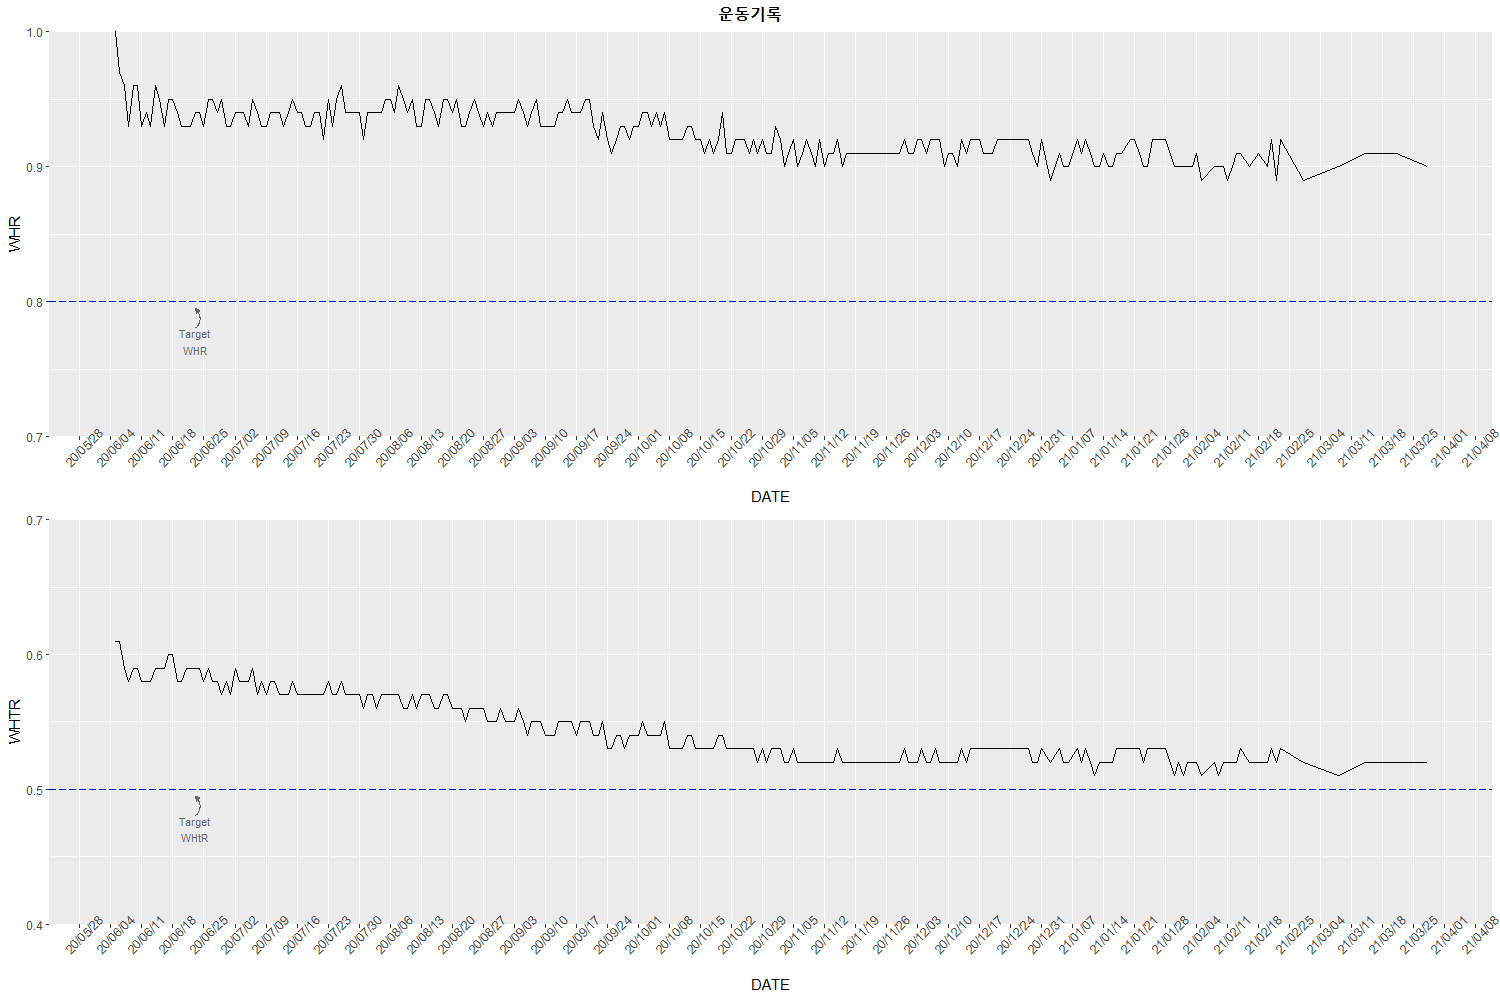 운동기록
1.0
0.9
0.8
0.7
WHR
Target
WHR
20/05/28 20/06/04 20/06/11 20/06/18 20/06/25 20/07/02 20/07/09 20/07/16 20/07/23 20/07/30 20/08/06 20/08/13 20/08/20 20/08/27 20/09/03 20/09/10 20/09/17 20/09/24 20/10/01 20/10/08 20/10/15 20/10/22 20/10/29 20/11/05 20/11/12 20/11/19 20/11/26 20/12/03 20/12/10 20/12/17 20/12/24 20/12/31 21/01/07 21/01/14 21/01/21 21/01/28 21/02/04 21/02/11 21/02/18 21/02/25 21/03/04 21/03/11 21/03/18 21/03/25 21/04/01 21/04/08
DATE
0.7
0.6
0.5
0.4
WHTR
Target
WHtR
20/05/28 20/06/04 20/06/11 20/06/18 20/06/25 20/07/02 20/07/09 20/07/16 20/07/23 20/07/30 20/08/06 20/08/13 20/08/20 20/08/27 20/09/03 20/09/10 20/09/17 20/09/24 20/10/01 20/10/08 20/10/15 20/10/22 20/10/29 20/11/05 20/11/12 20/11/19 20/11/26 20/12/03 20/12/10 20/12/17 20/12/24 20/12/31 21/01/07 21/01/14 21/01/21 21/01/28 21/02/04 21/02/11 21/02/18 21/02/25 21/03/04 21/03/11 21/03/18 21/03/25 21/04/01 21/04/08
DATE